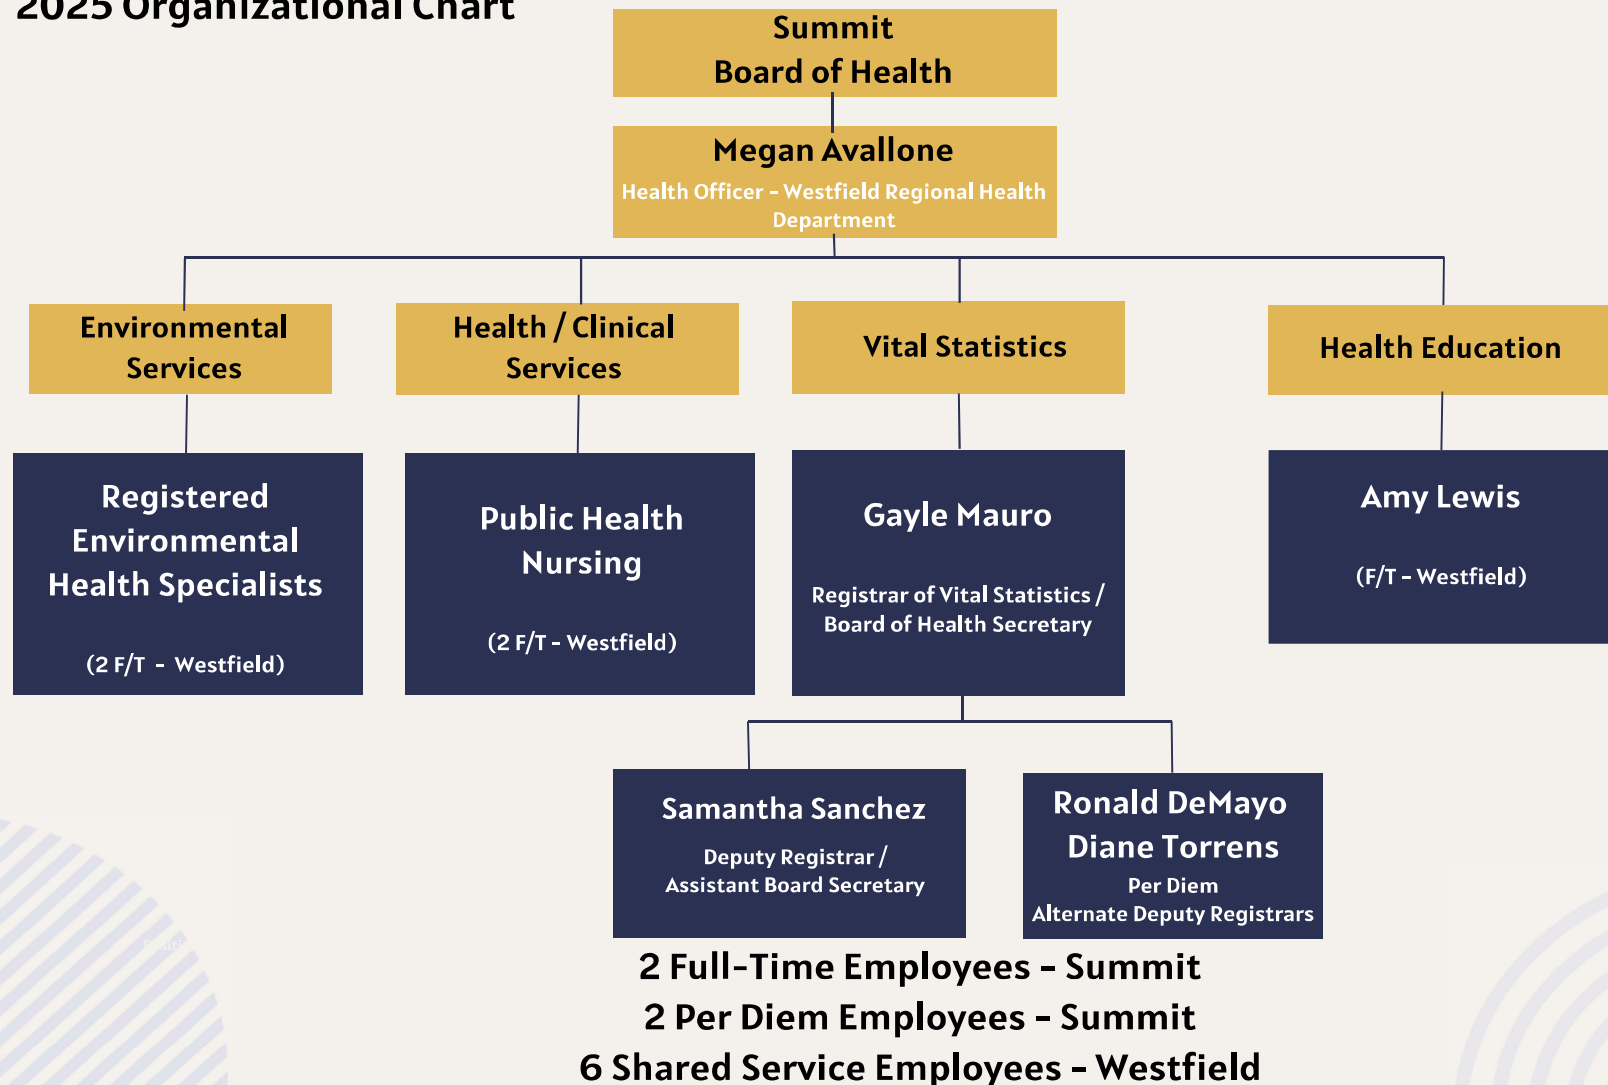 2025 Organizational Chart
Summit
Board of Health
Megan Avallone
Health Officer - Westfield Regional Health
Department
Environmental
Services
Health / Clinical
Services
Vital Statistics
Health Education
Registered
Environmental
Health Specialists
(2 F/T - Westfield)
Public Health
Nursing
(2 F/T - Westfield)
Gayle Mauro
Registrar of Vital Statistics /
Board of Health Secretary
Amy Lewis
(F/T - Westfield)
Samantha Sanchez
Deputy Registrar /
Assistant Board Secretary
Ronald DeMayo
Diane Torrens
Per Diem
Alternate Deputy Registrars
2 Full-Time Employees - Summit
2 Per Diem Employees - Summit
6 Shared Service Employees - Westfield